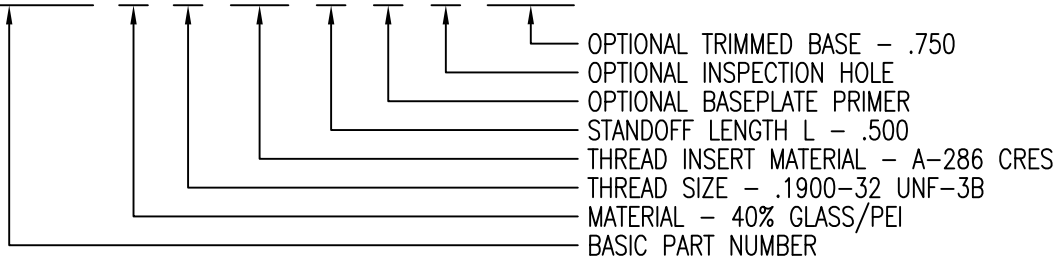 OPTIONAL TRIMMED BASE – .750
OPTIONAL INSPECTION HOLE
OPTIONAL BASEPLATE PRIMER
STANDOFF LENGTH L – .500
THREAD INSERT MATERIAL – A–286 CRES
THREAD SIZE – .1900–32 UNF–3B
MATERIAL – 40% GLASS/PEI
BASIC PART NUMBER